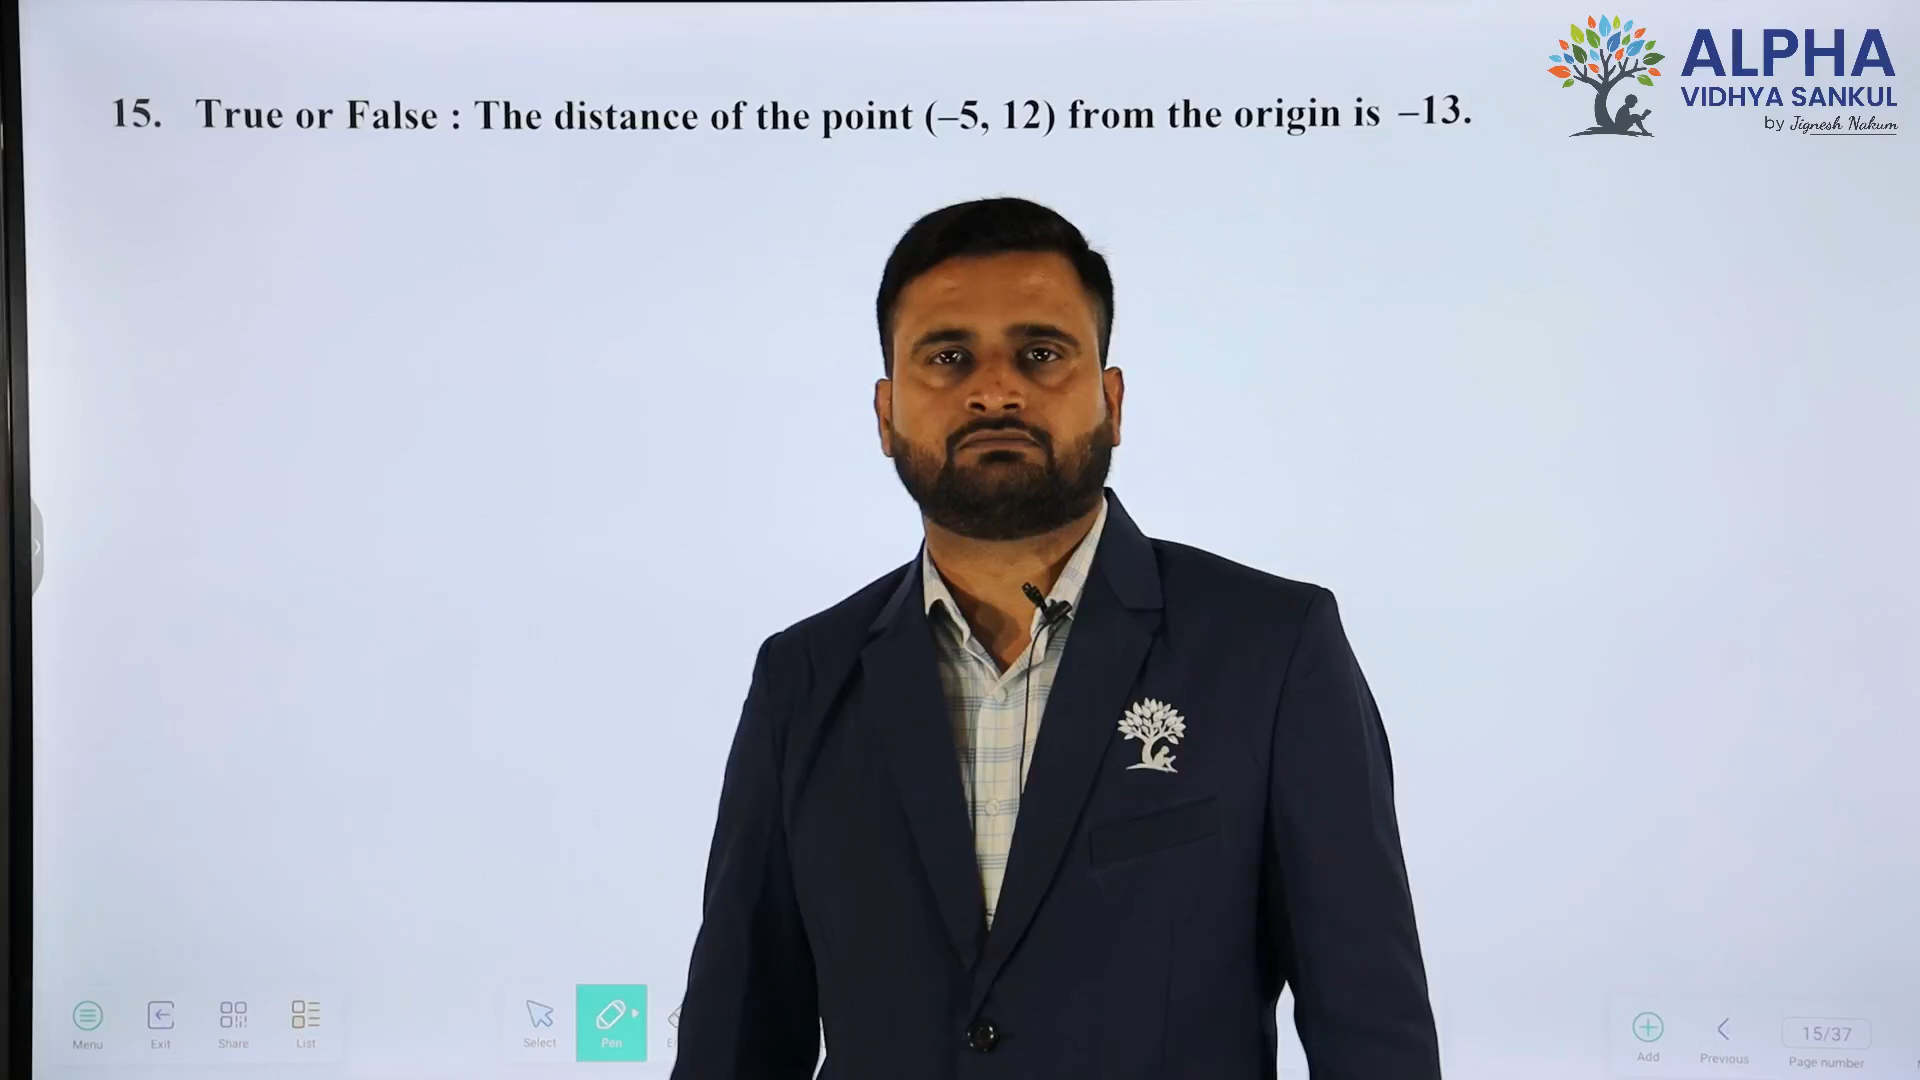 15. True or False : The distance of the point (–5, 12) from the origin is –13.
ALPHA
VIDHYA SANKUL
by Jignesh Nakum
Menu
Exit
Share
List
Select
Pen
Add
Previous
15/37
Page number